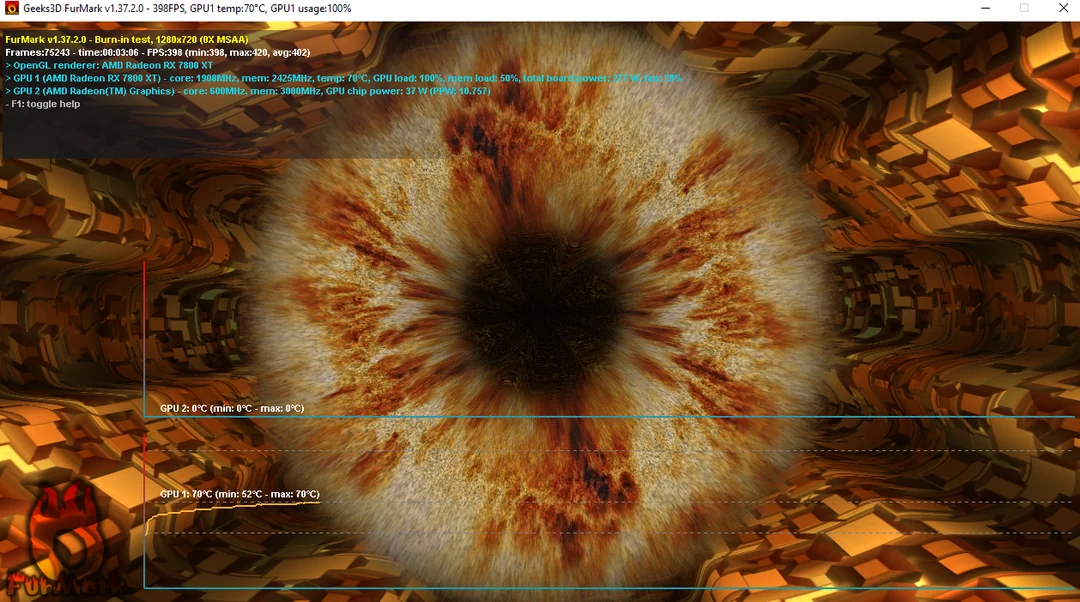 Geeks3D FurMark v1.37.2.0 - 398FPS, GPU1 temp:70°C, GPU1 usage:100%
FurMark v1.37.2.0 - Burn-in test, 1280x720 (0X MSAA)
Frames:75243 - time:00:03:06 - FPS:398 (min:398, max:420, avg:402)
> OpenGL renderer: AMD Radeon RX 7800 XT
> GPU 1 (AMD Radeon RX 7800 XT) - core: 1908MHz, mem: 2425MHz, temp: 70°C, GPU load: 100%, mem load: 50%, total board power:
> GPU 2 (AMD Radeon(TM) Graphics) - core: 600MHz, mem: 3000MHz, GPU chip power: 37 W (PPW: 10.757)
- F1: toggle help
GPU 2: 0°C (min: 0°C - max: 0°C)
GPU 1: 70°C (min: 52°C - max: 70°C)
FurMark